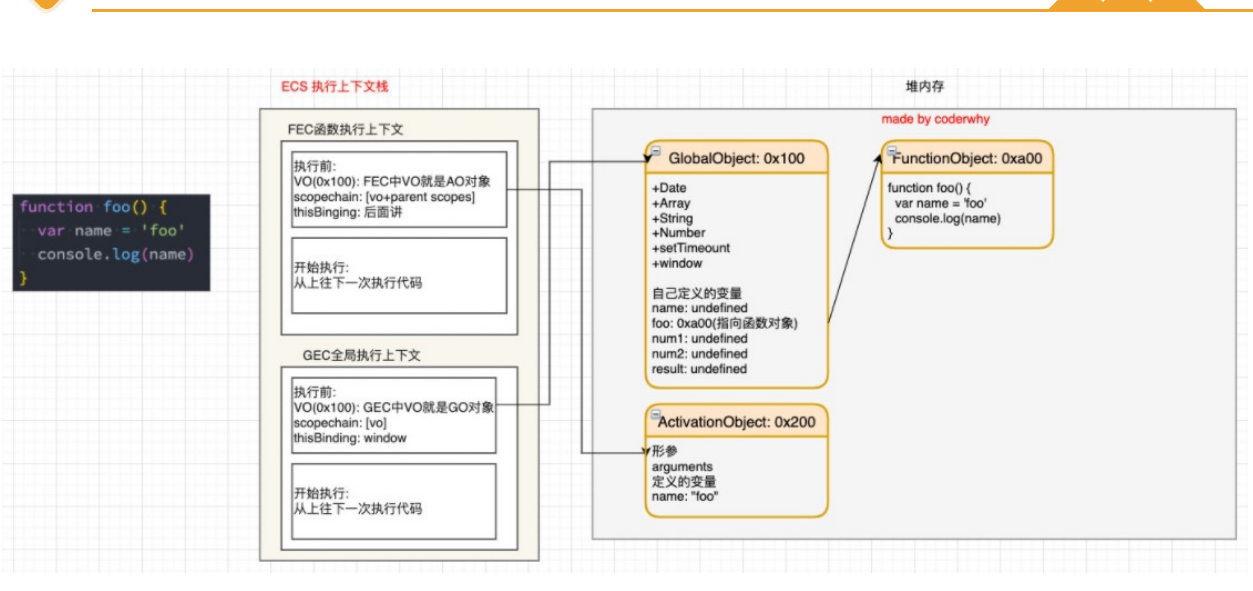 ECS 执行上下文栈
堆内存
made by coderwhy
function foo() {
var name = 'foo'
console.log(name)
}
FEC函数执行上下文
执行前:
VO(0x100): FEC中VO就是AO对象
scopechain: [vo+parent scopes]
thisBinging: 后面讲
开始执行:
从上往下一次执行代码
GEC全局执行上下文
执行前:
VO(0x100): GEC中VO就是GO对象
scopechain: [vo]
thisBinding: window
开始执行:
从上往下一次执行代码
GlobalObject: 0x100
+Date
+Array
+String
+Number
+setTimeount
+window
自己定义的变量
name: undefined
foo: 0xa00(指向函数对象)
num1: undefined
num2: undefined
result: undefined
ActivationObject: 0x200
形参
arguments
定义的变量
name: "foo"
FunctionObject: 0xa00
function foo() {
var name = 'foo'
console.log(name)
}